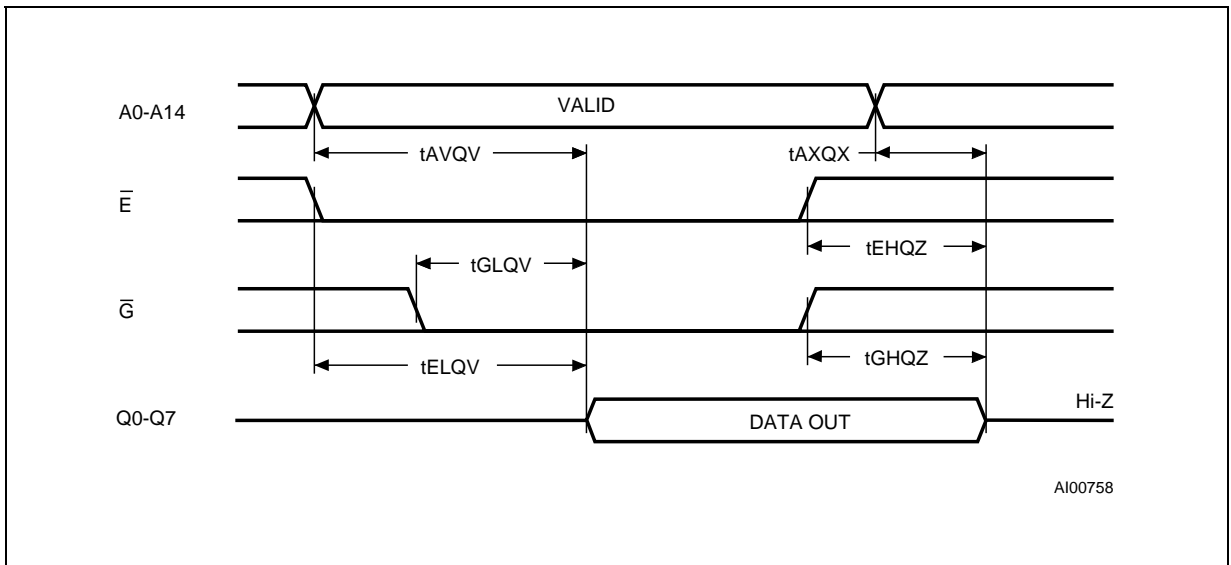 A0-A14
VALID
tAVQV
tAXQX
E̅
tEHQZ
tGLQV
G̅
tGHQZ
tELQV
Hi-Z
Q0-Q7
DATA OUT
AI00758